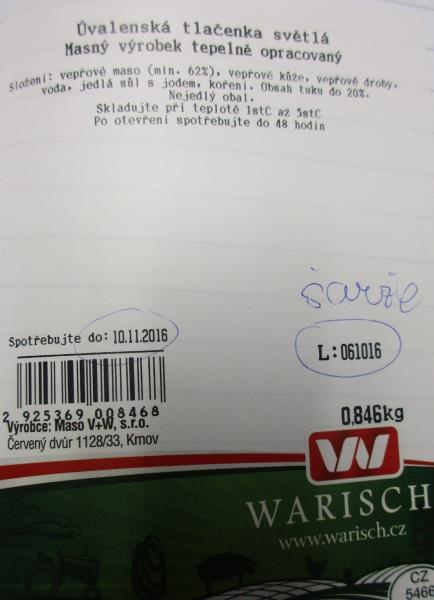 Úvalenská tlačenka světlá
Masný výrobek tepelně opracovaný
Složení: vepřové maso (min. 62%), vepřové kůže, vepřové droby,
voda, jedlá sůl s jodem, koření. Obsah tuku do 20%.
Nejedlý obal.
Skladujte při teplotě 1stC až 5stC
Po otevření spotřebujte do 48 hodin
šarže
Spotřebujte do: 10.11.2016
L: 061016
2 925369 008468
0,846kg
Výrobce: Maso V+W, s.r.o.
Červený dvůr 1128/33, Krnov
W
WARISCH
www.warisch.cz
CZ
5466